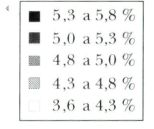 5,3 a 5,8 %
5,0 a 5,3 %
4,8 a 5,0 %
4,3 a 4,8 %
3,6 a 4,3 %